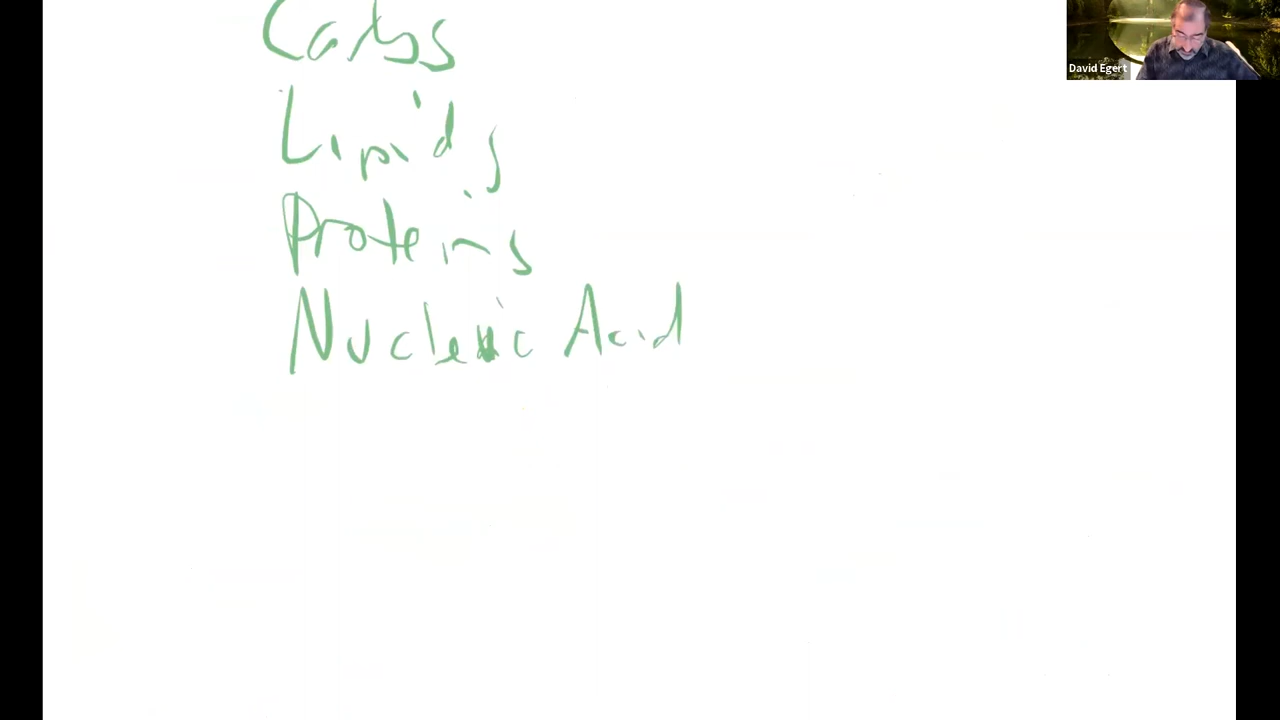 Carbs
David Egert
Lipids
Proteins
Nucleic Acid